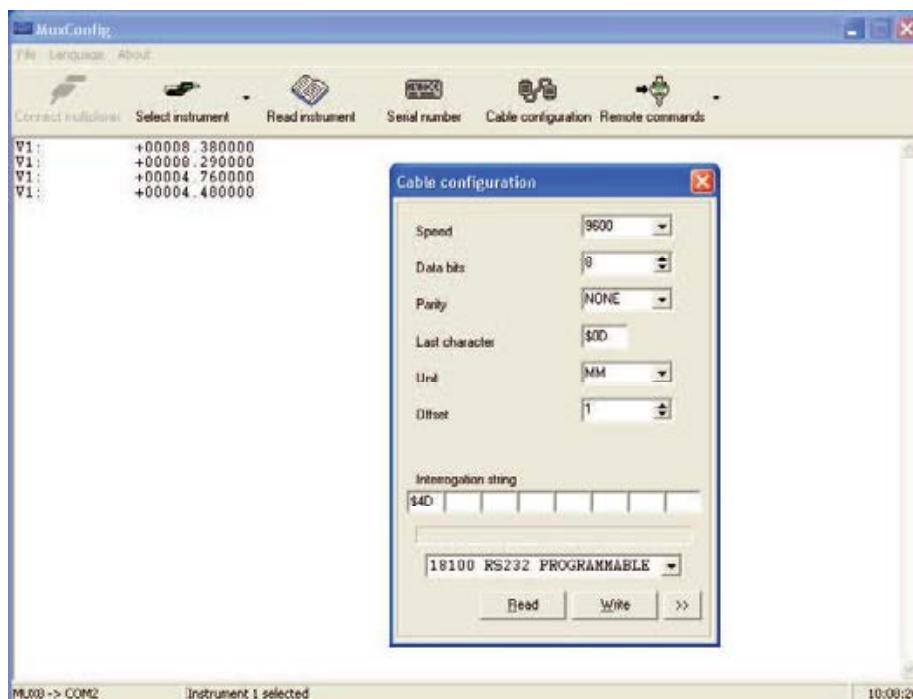 MuxConfig
File Language About
Connect multiplexer Select instrument Read instrument Serial number Cable configuration Remote commands
V1: +00008.380000
V1: +00008.290000
V1: +00004.760000
V1: +00004.480000
Cable configuration
Speed 9600
Data bits 8
Parity NONE
Last character $0D
Unit MM
Offset 1
Interrogation string
$4D
18100 RS232 PROGRAMMABLE
Read Write >>
MUX8 -> COM2 Instrument 1 selected